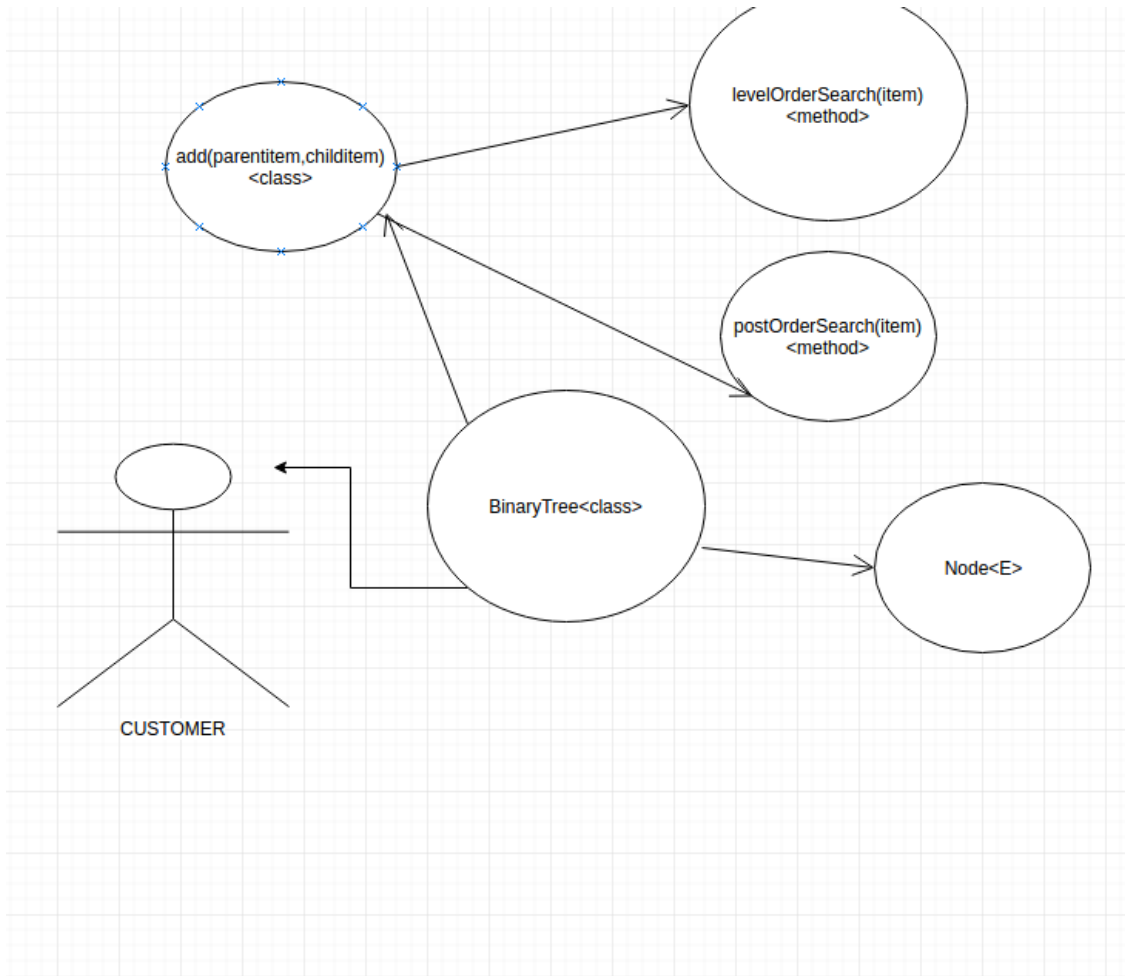 levelOrderSearch(item)
<method>
add(parentitem,childitem)
<class>
postOrderSearch(item)
<method>
BinaryTree<class>
Node<E>
CUSTOMER